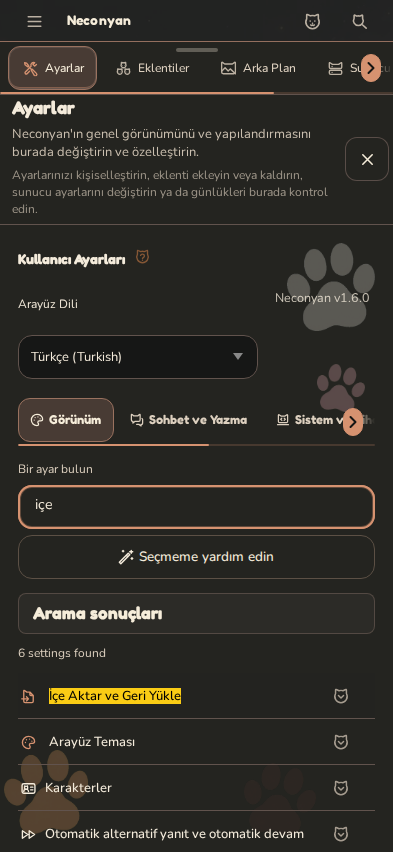 Neconyan
Ayarlar
Eklentiler
Arka Plan
Ayarlar
Neconyan'ın genel görünümünü ve yapılandırmasını
burada değiştirin ve özelleştirin.
Ayarlarınızı kişiselleştirin, eklenti ekleyin veya kaldırın,
sunucu ayarlarını değiştirin ya da günlükleri burada kontrol
edin.
Kullanıcı Ayarları
Neconyan v1.6.0
Arayüz Dili
Türkçe (Turkish)
Görünüm
Sohbet ve Yazma
Sistem v
Bir ayar bulun
içe
Seçmeme yardım edin
Arama sonuçları
6 settings found
İçe Aktar ve Geri Yükle
Arayüz Teması
Karakterler
Otomatik alternatif yanıt ve otomatik devam